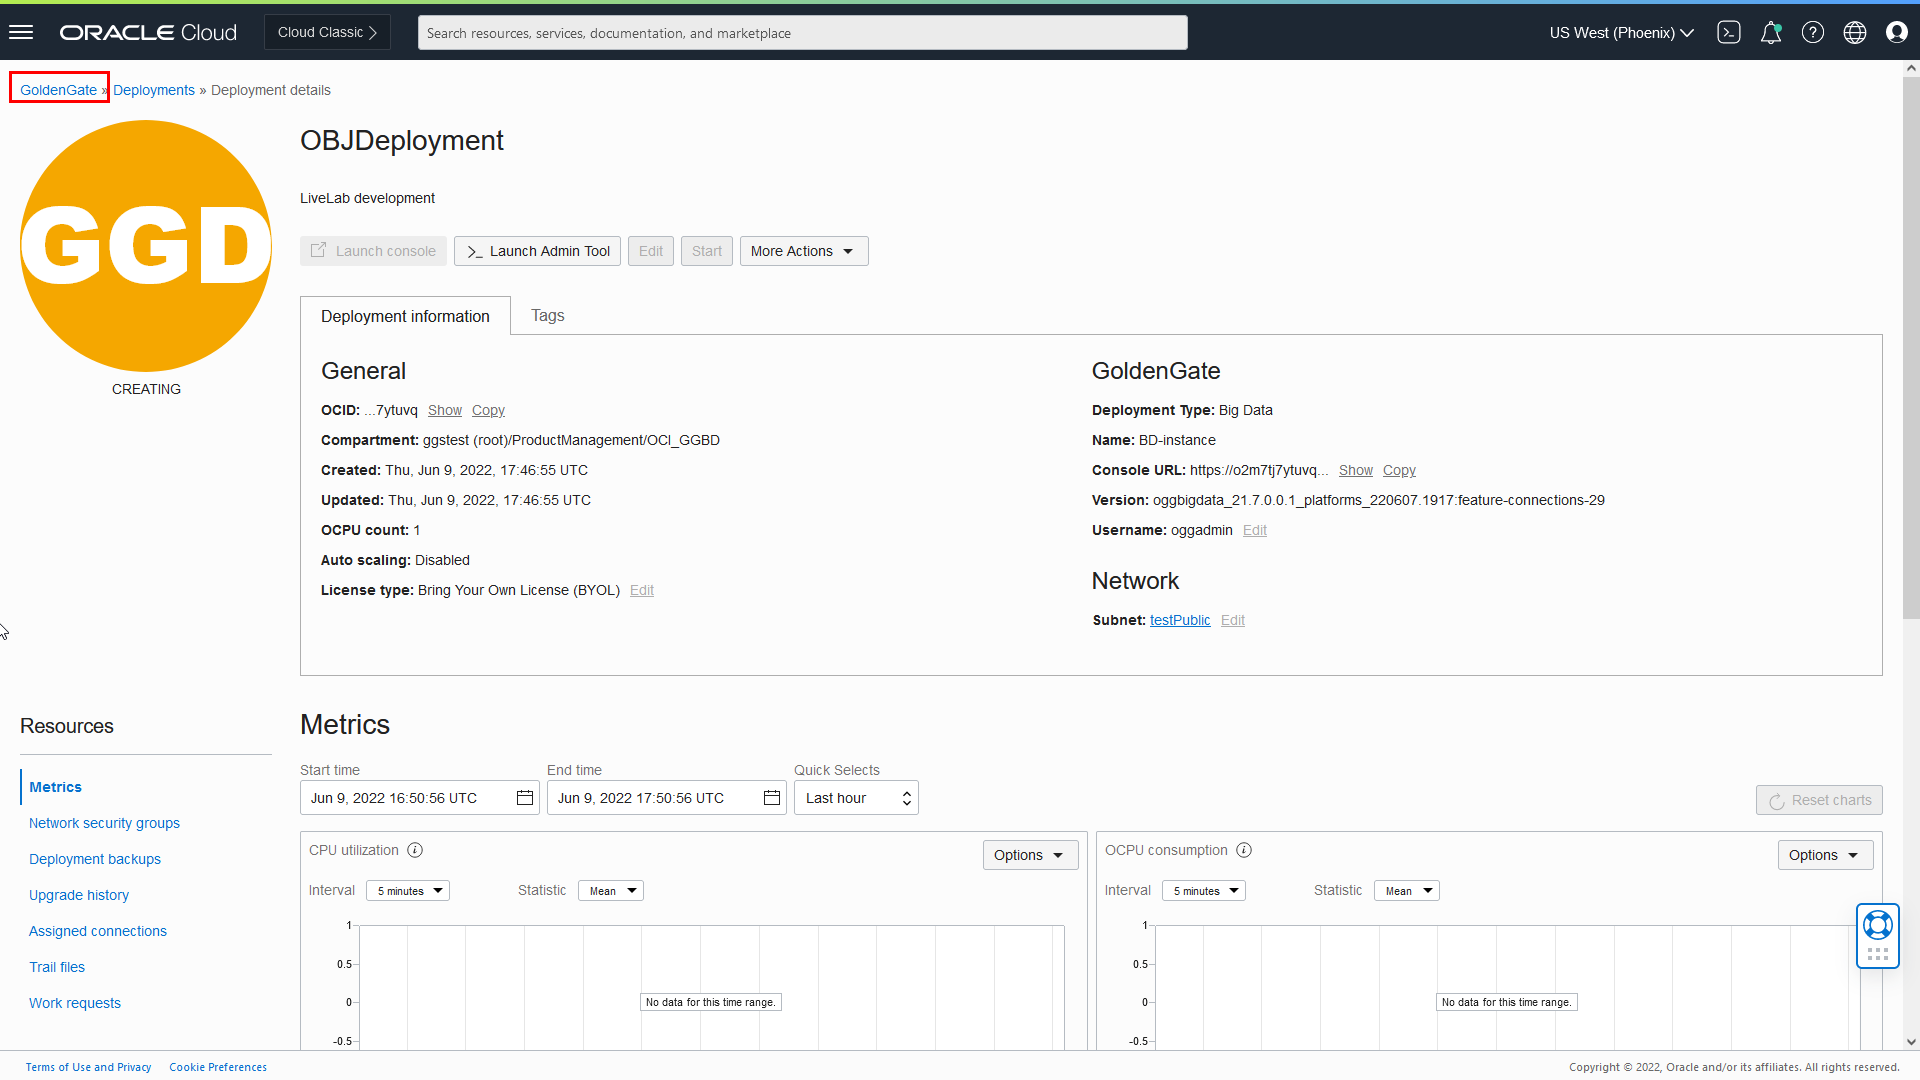 ORACLE Cloud
Cloud Classic
Search resources, services, documentation, and marketplace
US West (Phoenix)
GoldenGate » Deployments » Deployment details
GGD
CREATING
OBJDeployment
LiveLab development
Launch console
Launch Admin Tool
Edit
Start
More Actions
Deployment information
Tags
General
OCID: ...7ytuvq Show Copy
Compartment: ggstest (root)/ProductManagement/OCI_GGBD
Created: Thu, Jun 9, 2022, 17:46:55 UTC
Updated: Thu, Jun 9, 2022, 17:46:55 UTC
OCPU count: 1
Auto scaling: Disabled
License type: Bring Your Own License (BYOL) Edit
GoldenGate
Deployment Type: Big Data
Name: BD-instance
Console URL: https://o2m7tj7ytuvq... Show Copy
Version: oggbigdata_21.7.0.0.1_platforms_220607.1917:feature-connections-29
Username: oggadmin Edit
Network
Subnet: testPublic Edit
Resources
Metrics
Network security groups
Deployment backups
Upgrade history
Assigned connections
Trail files
Work requests
Metrics
Start time
Jun 9, 2022 16:50:56 UTC
End time
Jun 9, 2022 17:50:56 UTC
Quick Selects
Last hour
Reset charts
CPU utilization
Options
Interval 5 minutes Statistic Mean
1
0.5
0
-0.5
No data for this time range.
OCPU consumption
Options
Interval 5 minutes Statistic Mean
1
0.5
0
-0.5
No data for this time range.
Terms of Use and Privacy Cookie Preferences
Copyright © 2022, Oracle and/or its affiliates. All rights reserved.